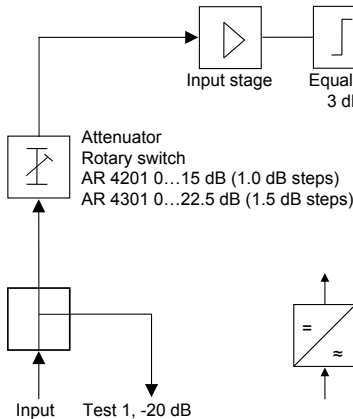 Input stage
Equal
3 d
Attenuator
Rotary switch
AR 4201 0…15 dB (1.0 dB steps)
AR 4301 0…22.5 dB (1.5 dB steps)
=
≈
Input
Test 1, -20 dB